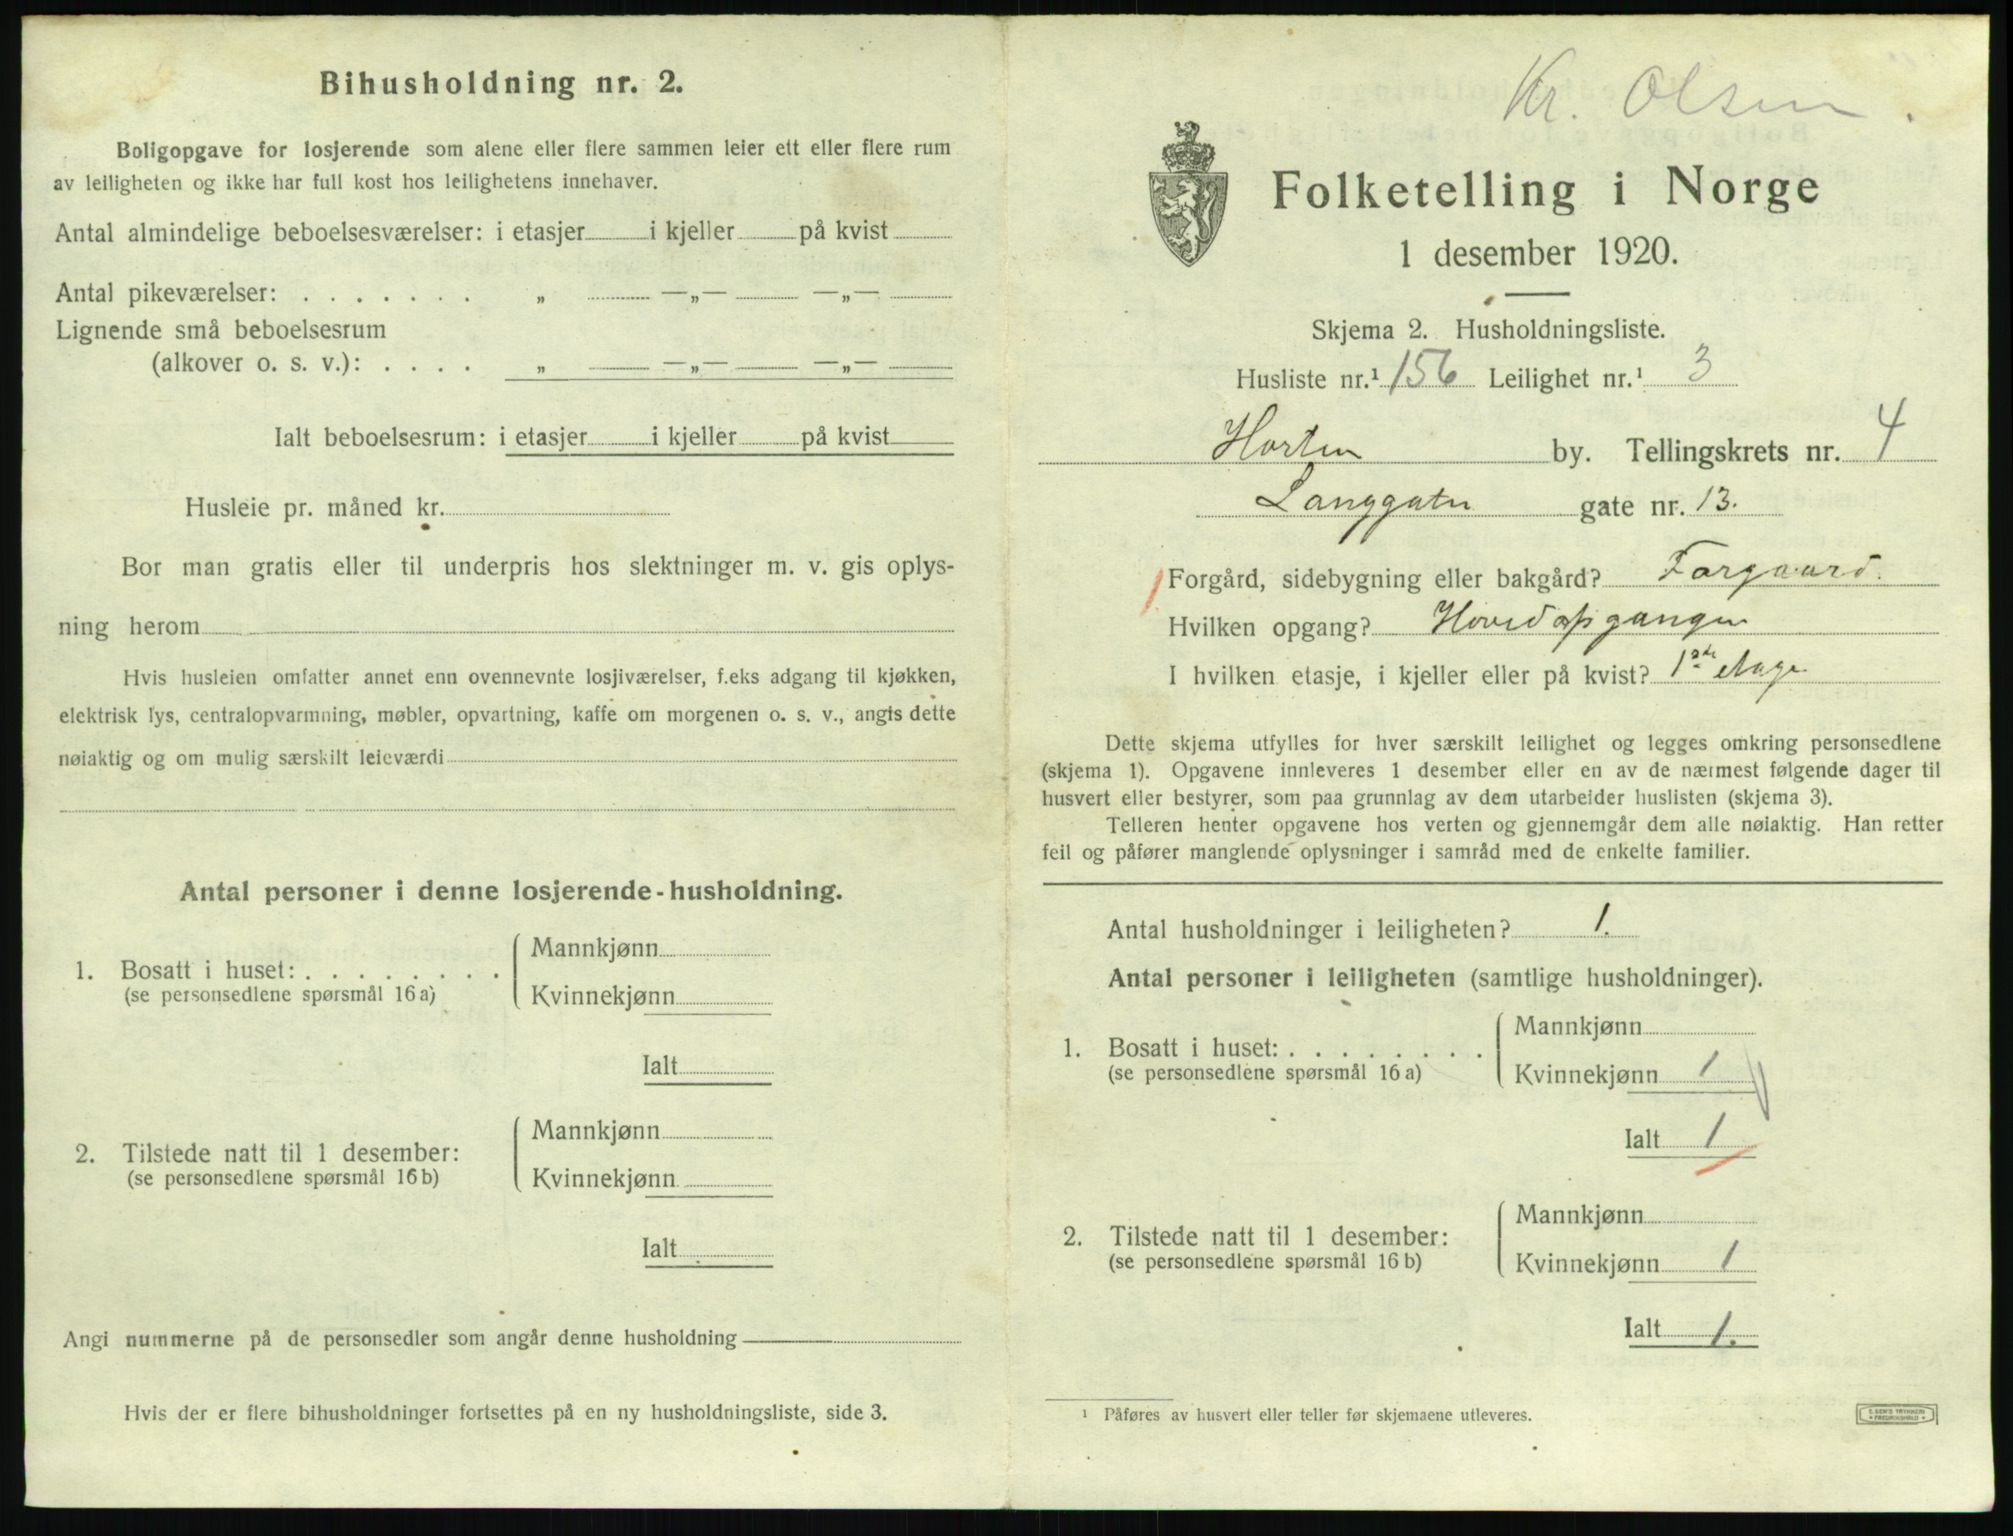 Bihusholdning nr. 2.
Boligopgave for losjerende som alene eller flere sammen leier ett eller flere rum
av leiligheten og ikke har full kost hos leilighetens innehaver.
Antal almindelige beboelsesværelser: i etasjer i kjeller på kvist
Antal pikeværelser: . . . . . . . „ —„— —„—
Lignende små beboelsesrum
(alkover o. s. v.): . . . . „ —„— —„—
Ialt beboelsesrum: i etasjer i kjeller på kvist
Husleie pr. måned kr.
Bor man gratis eller til underpris hos slektninger m. v. gis oplys-
ning herom
Hvis husleien omfatter annet enn ovennevnte losjiværelser, f.eks adgang til kjøkken,
elektrisk lys, centralopvarmning, møbler, opvartning, kaffe om morgenen o. s. v., angis dette
nøiaktig og om mulig særskilt leieværdi
Antal personer i denne losjerende-husholdning.
1. Bosatt i huset: . . . . . . . . Mannkjønn
(se personsedlene spørsmål 16a) Kvinnekjønn
Ialt
2. Tilstede natt til 1 desember: Mannkjønn
(se personsedlene spørsmål 16b) Kvinnekjønn
Ialt
Angi nummerne på de personsedler som angår denne husholdning
Hvis der er flere bihusholdninger fortsettes på en ny husholdningsliste, side 3.
Kr. Olsen.
Folketelling i Norge
1 desember 1920.
Skjema 2. Husholdningsliste.
Husliste nr.¹ 156 Leilighet nr.¹ 3
Horten by. Tellingskrets nr. 4
Langgaten gate nr. 13.
Forgård, sidebygning eller bakgård? Forgaard.
Hvilken opgang? Hovedopgangen
I hvilken etasje, i kjeller eller på kvist? 1ste etage
Dette skjema utfylles for hver særskilt leilighet og legges omkring personsedlene
(skjema 1). Opgavene innleveres 1 desember eller en av de nærmest følgende dager til
husvert eller bestyrer, som paa grunnlag av dem utarbeider huslisten (skjema 3).
Telleren henter opgavene hos verten og gjennemgår dem alle nøiaktig. Han retter
feil og påfører manglende oplysninger i samråd med de enkelte familier.
Antal husholdninger i leiligheten? 1.
Antal personer i leiligheten (samtlige husholdninger).
1. Bosatt i huset: . . . . . . . . Mannkjønn
(se personsedlene spørsmål 16a) Kvinnekjønn 1
Ialt 1
2. Tilstede natt til 1 desember: Mannkjønn
(se personsedlene spørsmål 16b) Kvinnekjønn 1
Ialt 1.
¹ Påføres av husvert eller teller før skjemaene utleveres.